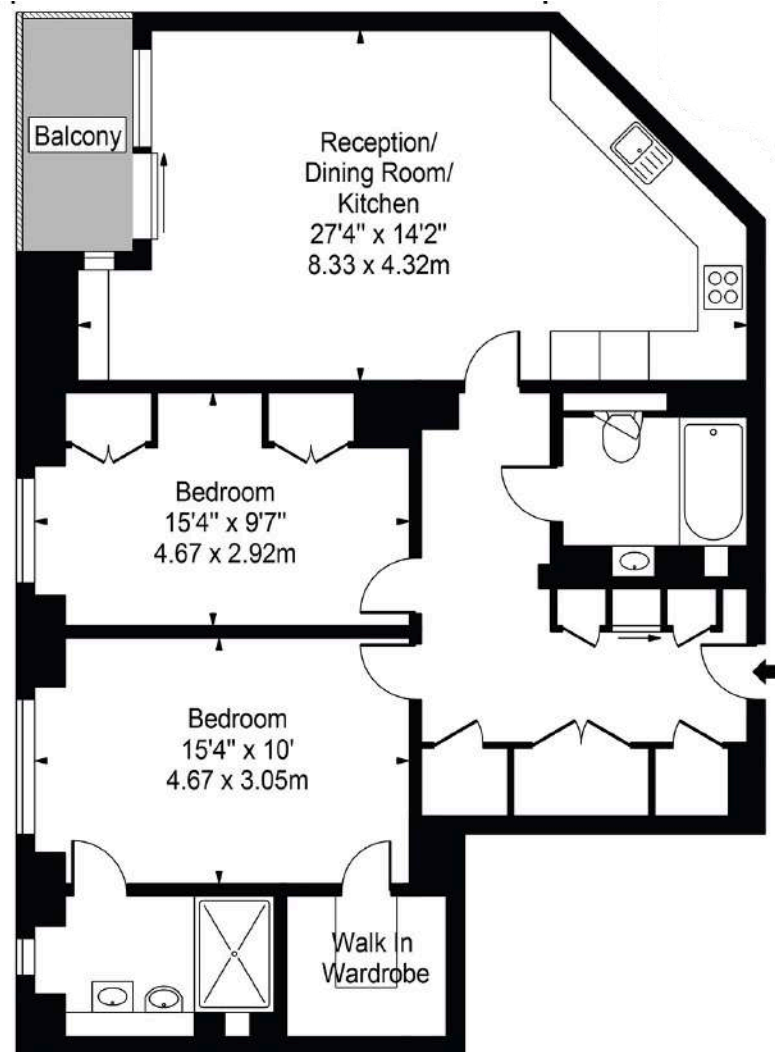 Balcony
Reception/
Dining Room/
Kitchen
27'4" x 14'2"
8.33 x 4.32m
Bedroom
15'4" x 9'7"
4.67 x 2.92m
Bedroom
15'4" x 10'
4.67 x 3.05m
Walk In
Wardrobe